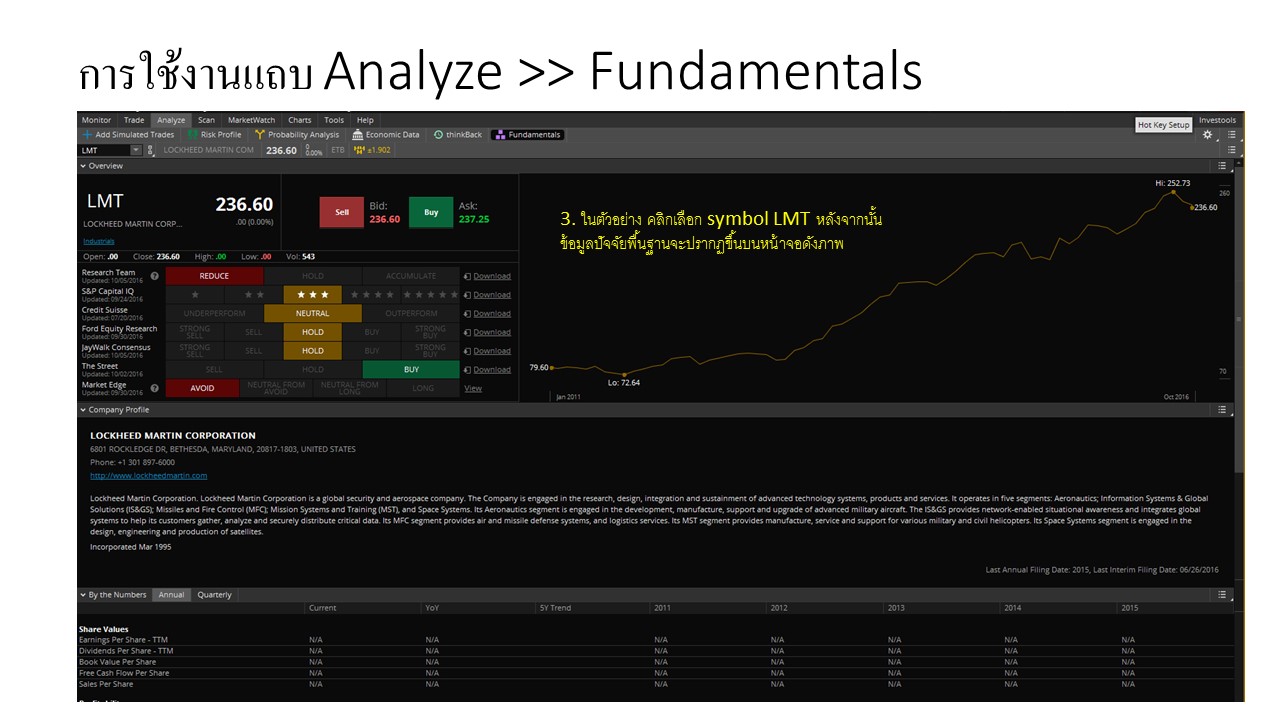 การใช้งานแถบ Analyze >> Fundamentals
Monitor Trade Analyze Scan MarketWatch Charts Tools Help
Investools
Hot Key Setup
Add Simulated Trades Risk Profile Probability Analysis Economic Data thinkBack Fundamentals
LMT LOCKHEED MARTIN COM 236.60 0 0.00% ETB ±1.902
Overview
LMT 236.60
.00 (0.00%)
LOCKHEED MARTIN CORP...
Industrials
Sell Bid: 236.60 Buy Ask: 237.25
Open: .00 Close: 236.60 High: .00 Low: .00 Vol: 543
Research Team REDUCE HOLD ACCUMULATE Download
Updated: 10/05/2016
S&P Capital IQ Download
Updated: 09/24/2016
Credit Suisse UNDERPERFORM NEUTRAL OUTPERFORM Download
Updated: 07/20/2016
Ford Equity Research STRONG SELL SELL HOLD BUY STRONG BUY Download
Updated: 09/30/2016
JayWalk Consensus STRONG SELL SELL HOLD BUY STRONG BUY Download
Updated: 10/05/2016
The Street SELL HOLD BUY Download
Updated: 10/02/2016
Market Edge AVOID NEUTRAL FROM AVOID NEUTRAL FROM LONG LONG View
Updated: 09/30/2016
Hi: 252.73
260
236.60
3. ในตัวอย่าง คลิกเลือก symbol LMT หลังจากนั้น
ข้อมูลปัจจัยพื้นฐานจะปรากฏขึ้นบนหน้าจอดังภาพ
79.60
Lo: 72.64
70
Jan 2011 Oct 2016
Company Profile
LOCKHEED MARTIN CORPORATION
6801 ROCKLEDGE DR, BETHESDA, MARYLAND, 20817-1803, UNITED STATES
Phone: +1 301 897-6000
http://www.lockheedmartin.com
Lockheed Martin Corporation. Lockheed Martin Corporation is a global security and aerospace company. The Company is engaged in the research, design, integration and sustainment of advanced technology systems, products and services. It operates in five segments: Aeronautics; Information Systems & Global
Solutions (IS&GS); Missiles and Fire Control (MFC); Mission Systems and Training (MST), and Space Systems. Its Aeronautics segment is engaged in the development, manufacture, support and upgrade of advanced military aircraft. The IS&GS provides network-enabled situational awareness and integrates global
systems to help its customers gather, analyze and securely distribute critical data. Its MFC segment provides air and missile defense systems, and logistics services. Its MST segment provides manufacture, service and support for various military and civil helicopters. Its Space Systems segment is engaged in the
design, engineering and production of satellites.
Incorporated Mar 1995
Last Annual Filing Date: 2015, Last Interim Filing Date: 06/26/2016
By the Numbers Annual Quarterly
Current YoY 5Y Trend 2011 2012 2013 2014 2015
Share Values
Earnings Per Share - TTM N/A N/A N/A N/A N/A N/A N/A
Dividends Per Share - TTM N/A N/A N/A N/A N/A N/A N/A
Book Value Per Share N/A N/A N/A N/A N/A N/A N/A
Free Cash Flow Per Share N/A N/A N/A N/A N/A N/A N/A
Sales Per Share N/A N/A N/A N/A N/A N/A N/A